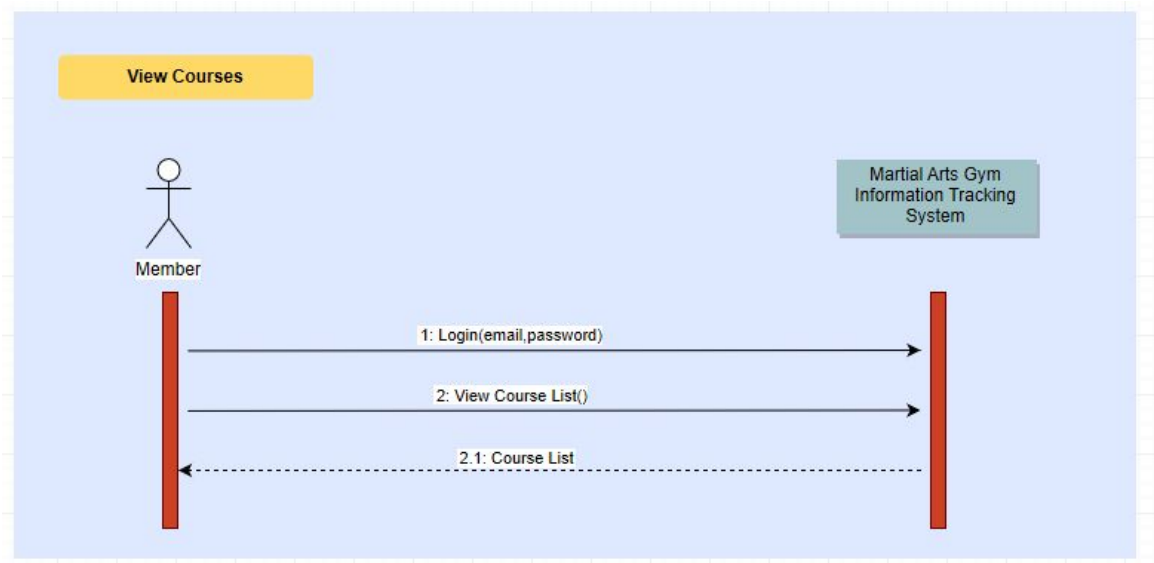 View Courses
Martial Arts Gym
Information Tracking
System
Member
1: Login(email,password)
2: View Course List()
2.1: Course List